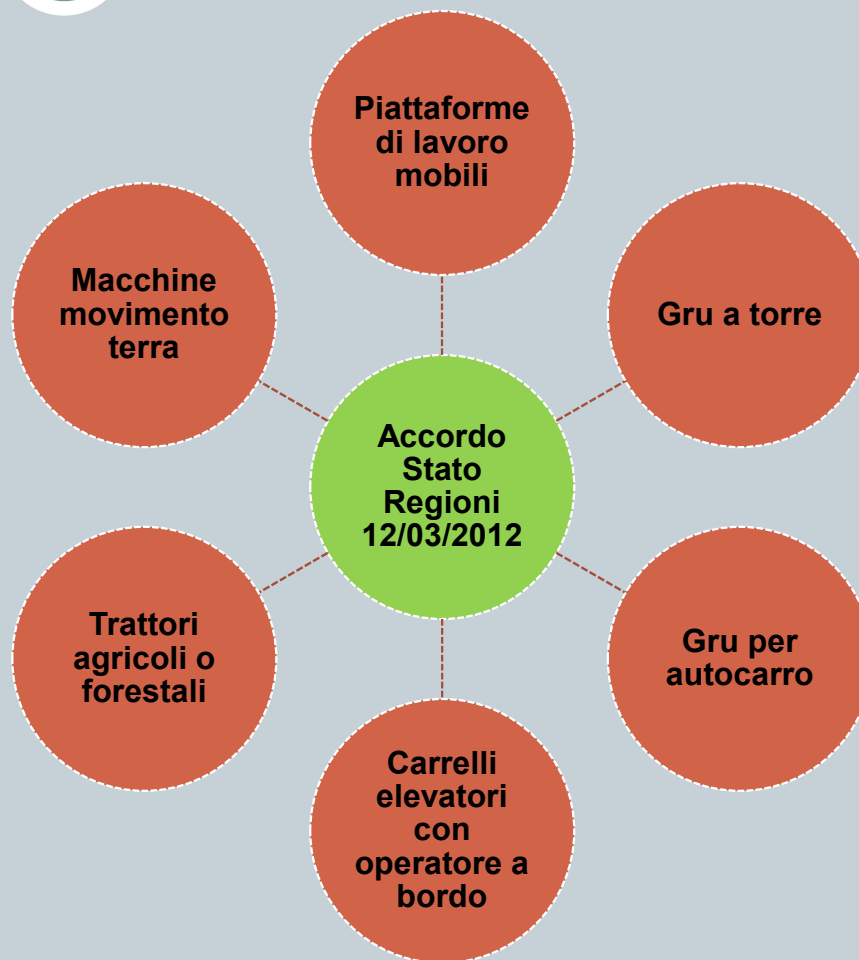 Piattaforme
di lavoro
mobili
Macchine
movimento
terra
Gru a torre
Accordo
Stato
Regioni
12/03/2012
Trattori
agricoli o
forestali
Gru per
autocarro
Carrelli
elevatori
con
operatore a
bordo